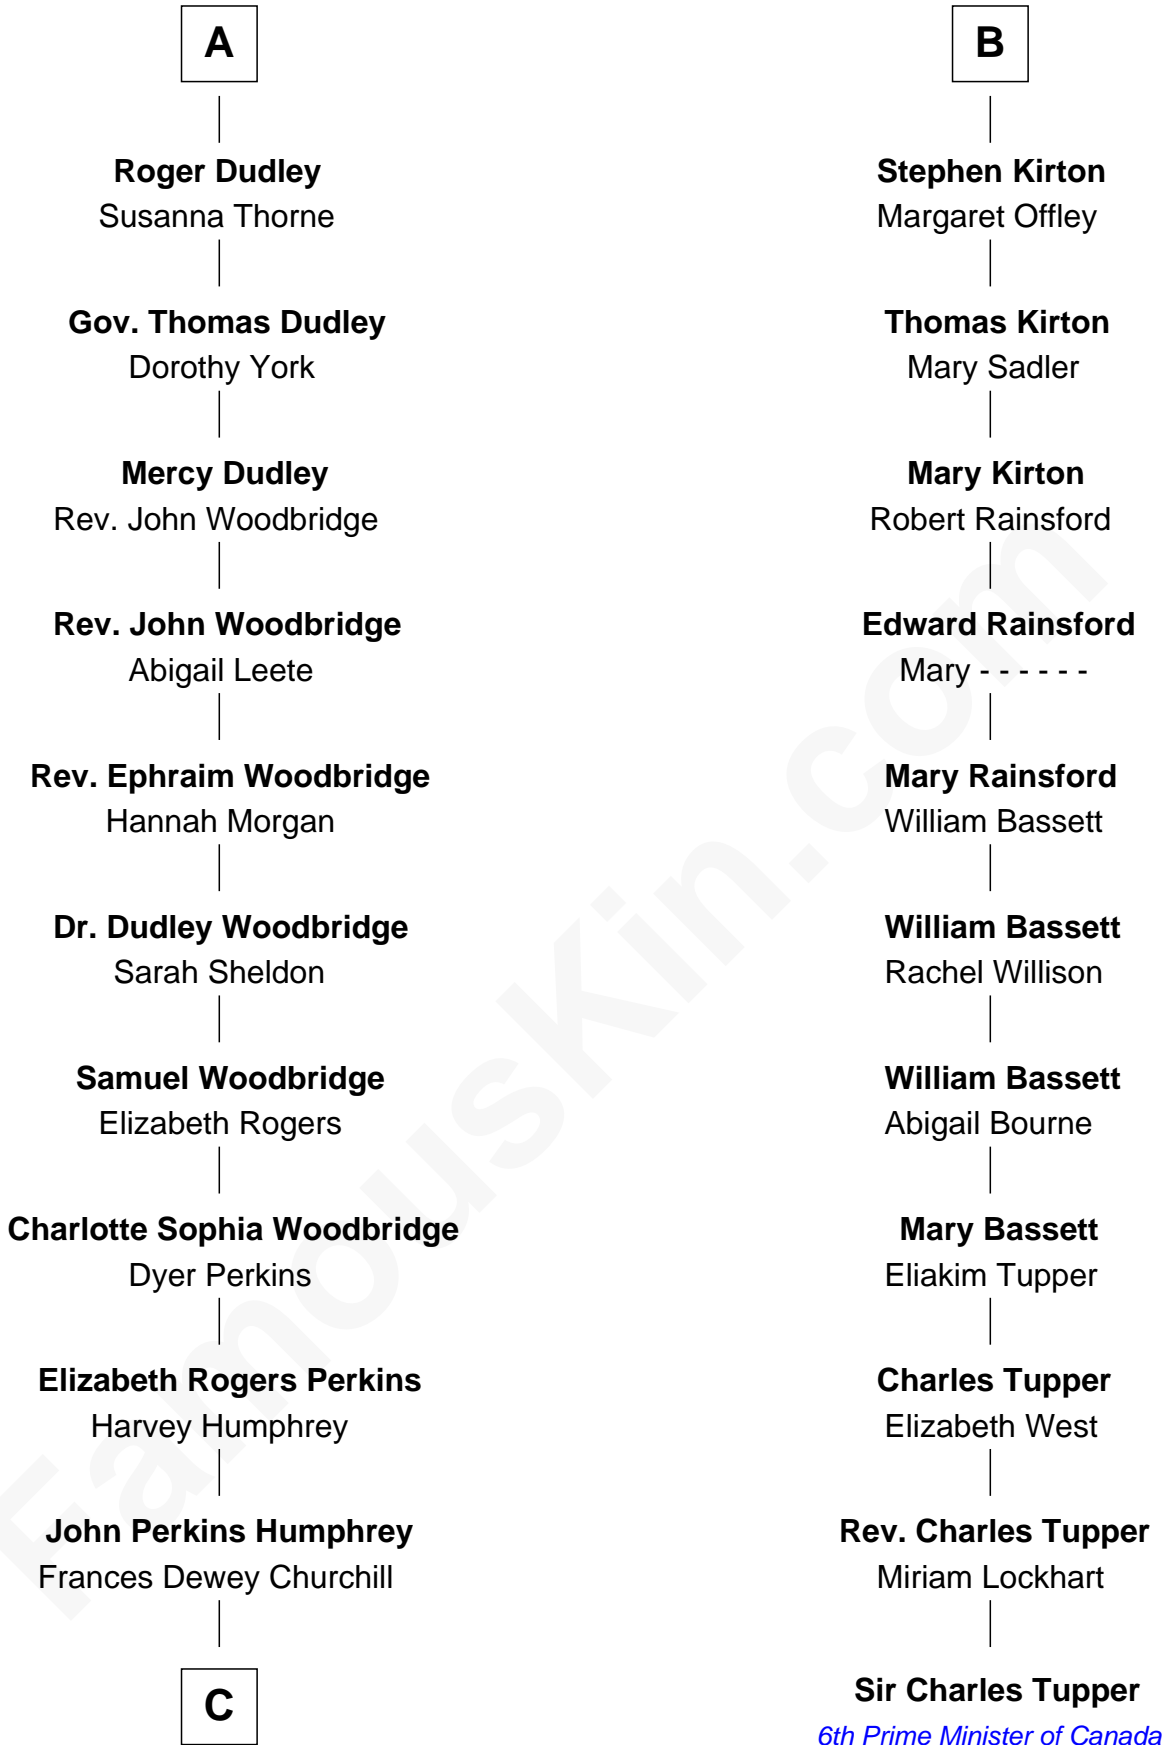 A
Roger Dudley
Susanna Thorne
Gov. Thomas Dudley
Dorothy York
Mercy Dudley
Rev. John Woodbridge
Rev. John Woodbridge
Abigail Leete
Rev. Ephraim Woodbridge
Hannah Morgan
Dr. Dudley Woodbridge
Sarah Sheldon
Samuel Woodbridge
Elizabeth Rogers
Charlotte Sophia Woodbridge
Dyer Perkins
Elizabeth Rogers Perkins
Harvey Humphrey
John Perkins Humphrey
Frances Dewey Churchill
C
B
Stephen Kirton
Margaret Offley
Thomas Kirton
Mary Sadler
Mary Kirton
Robert Rainsford
Edward Rainsford
Mary - - - - - -
Mary Rainsford
William Bassett
William Bassett
Rachel Willison
William Bassett
Abigail Bourne
Mary Bassett
Eliakim Tupper
Charles Tupper
Elizabeth West
Rev. Charles Tupper
Miriam Lockhart
Sir Charles Tupper
6th Prime Minister of Canada
FamousKin.com